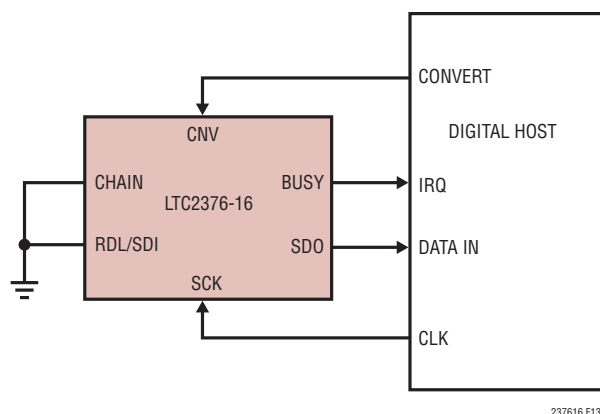 CONVERT
CNV
DIGITAL HOST
CHAIN
BUSY
IRQ
LTC2376-16
RDL/SDI
SDO
DATA IN
SCK
CLK
237616 F13